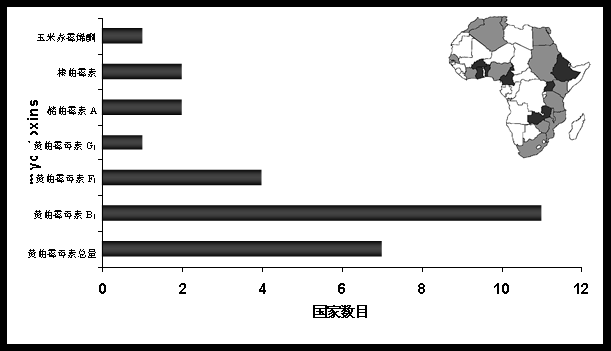 玉米赤霉烯酮
棒曲霉素
赭曲霉素 A
黄曲霉毒素 G₁
黄曲霉毒素 F₁
黄曲霉毒素 B₁
黄曲霉毒素总量
0 2 4 6 8 10 12
国家数目